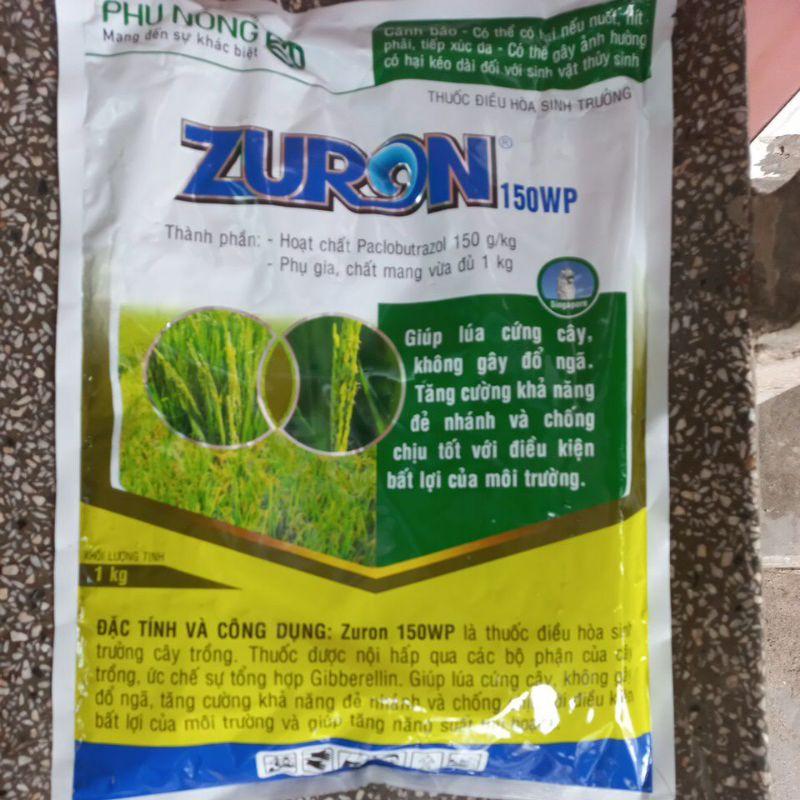 PHÚ NÔNG
Mang đến sự khác biệt
Cảnh báo - Có thể có hại nếu nuốt, hít
phải, tiếp xúc da - Có thể gây ảnh hưởng
có hại kéo dài đối với sinh vật thủy sinh
THUỐC ĐIỀU HÒA SINH TRƯỞNG
ZURON®
150WP
Thành phần: - Hoạt chất Paclobutrazol 150 g/kg
- Phụ gia, chất mang vừa đủ 1 kg
Singapore
Giúp lúa cứng cây,
không gây đổ ngã.
Tăng cường khả năng
đẻ nhánh và chống
chịu tốt với điều kiện
bất lợi của môi trường.
KHỐI LƯỢNG TỊNH
1 kg
ĐẶC TÍNH VÀ CÔNG DỤNG: Zuron 150WP là thuốc điều hòa sinh
trưởng cây trồng. Thuốc được nội hấp qua các bộ phận của cây
trồng, ức chế sự tổng hợp Gibberellin. Giúp lúa cứng cây, không gây
đổ ngã, tăng cường khả năng đẻ nhánh và chống điều kiện
bất lợi của môi trường và giúp tăng năng suất